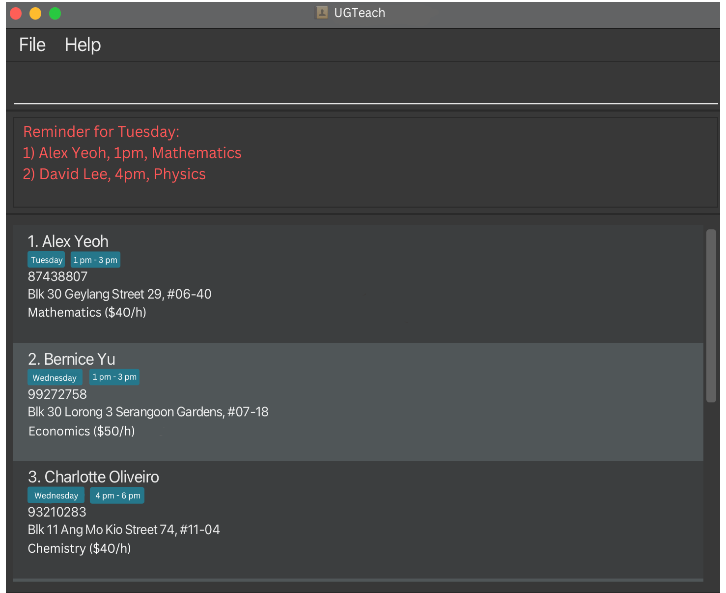 UGTeach
File Help
Reminder for Tuesday:
1) Alex Yeoh, 1pm, Mathematics
2) David Lee, 4pm, Physics
1. Alex Yeoh
Tuesday 1 pm - 3 pm
87438807
Blk 30 Geylang Street 29, #06-40
Mathematics ($40/h)
2. Bernice Yu
Wednesday 1 pm - 3 pm
99272758
Blk 30 Lorong 3 Serangoon Gardens, #07-18
Economics ($50/h)
3. Charlotte Oliveiro
Wednesday 4 pm - 6 pm
93210283
Blk 11 Ang Mo Kio Street 74, #11-04
Chemistry ($40/h)